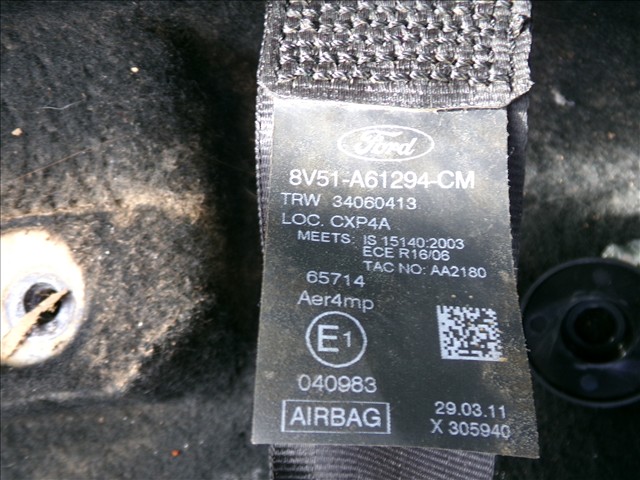 Ford
8V51-A61294-CM
TRW 34060413
LOC. CXP4A
MEETS: IS 15140:2003
ECE R16/06
TAC NO: AA2180
65714
Aer4mp
E1
040983
AIRBAG
29.03.11
X 305940